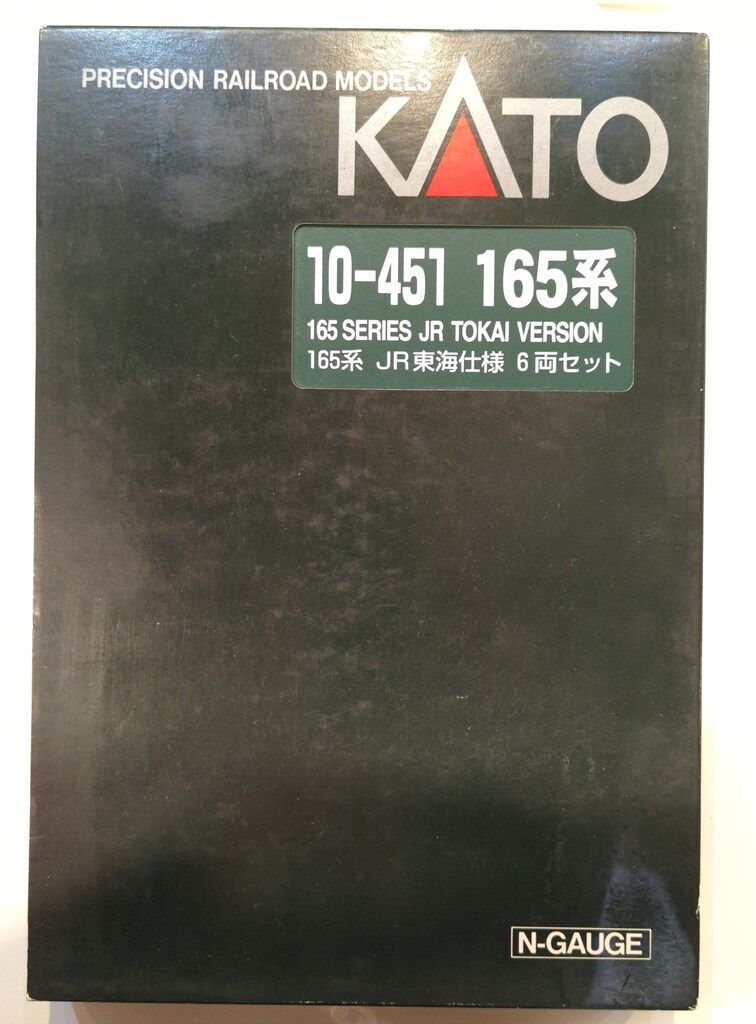 PRECISION RAILROAD MODELS
KATO
10-451 165系
165 SERIES JR TOKAI VERSION
165系 JR東海仕様 6両セット
N-GAUGE